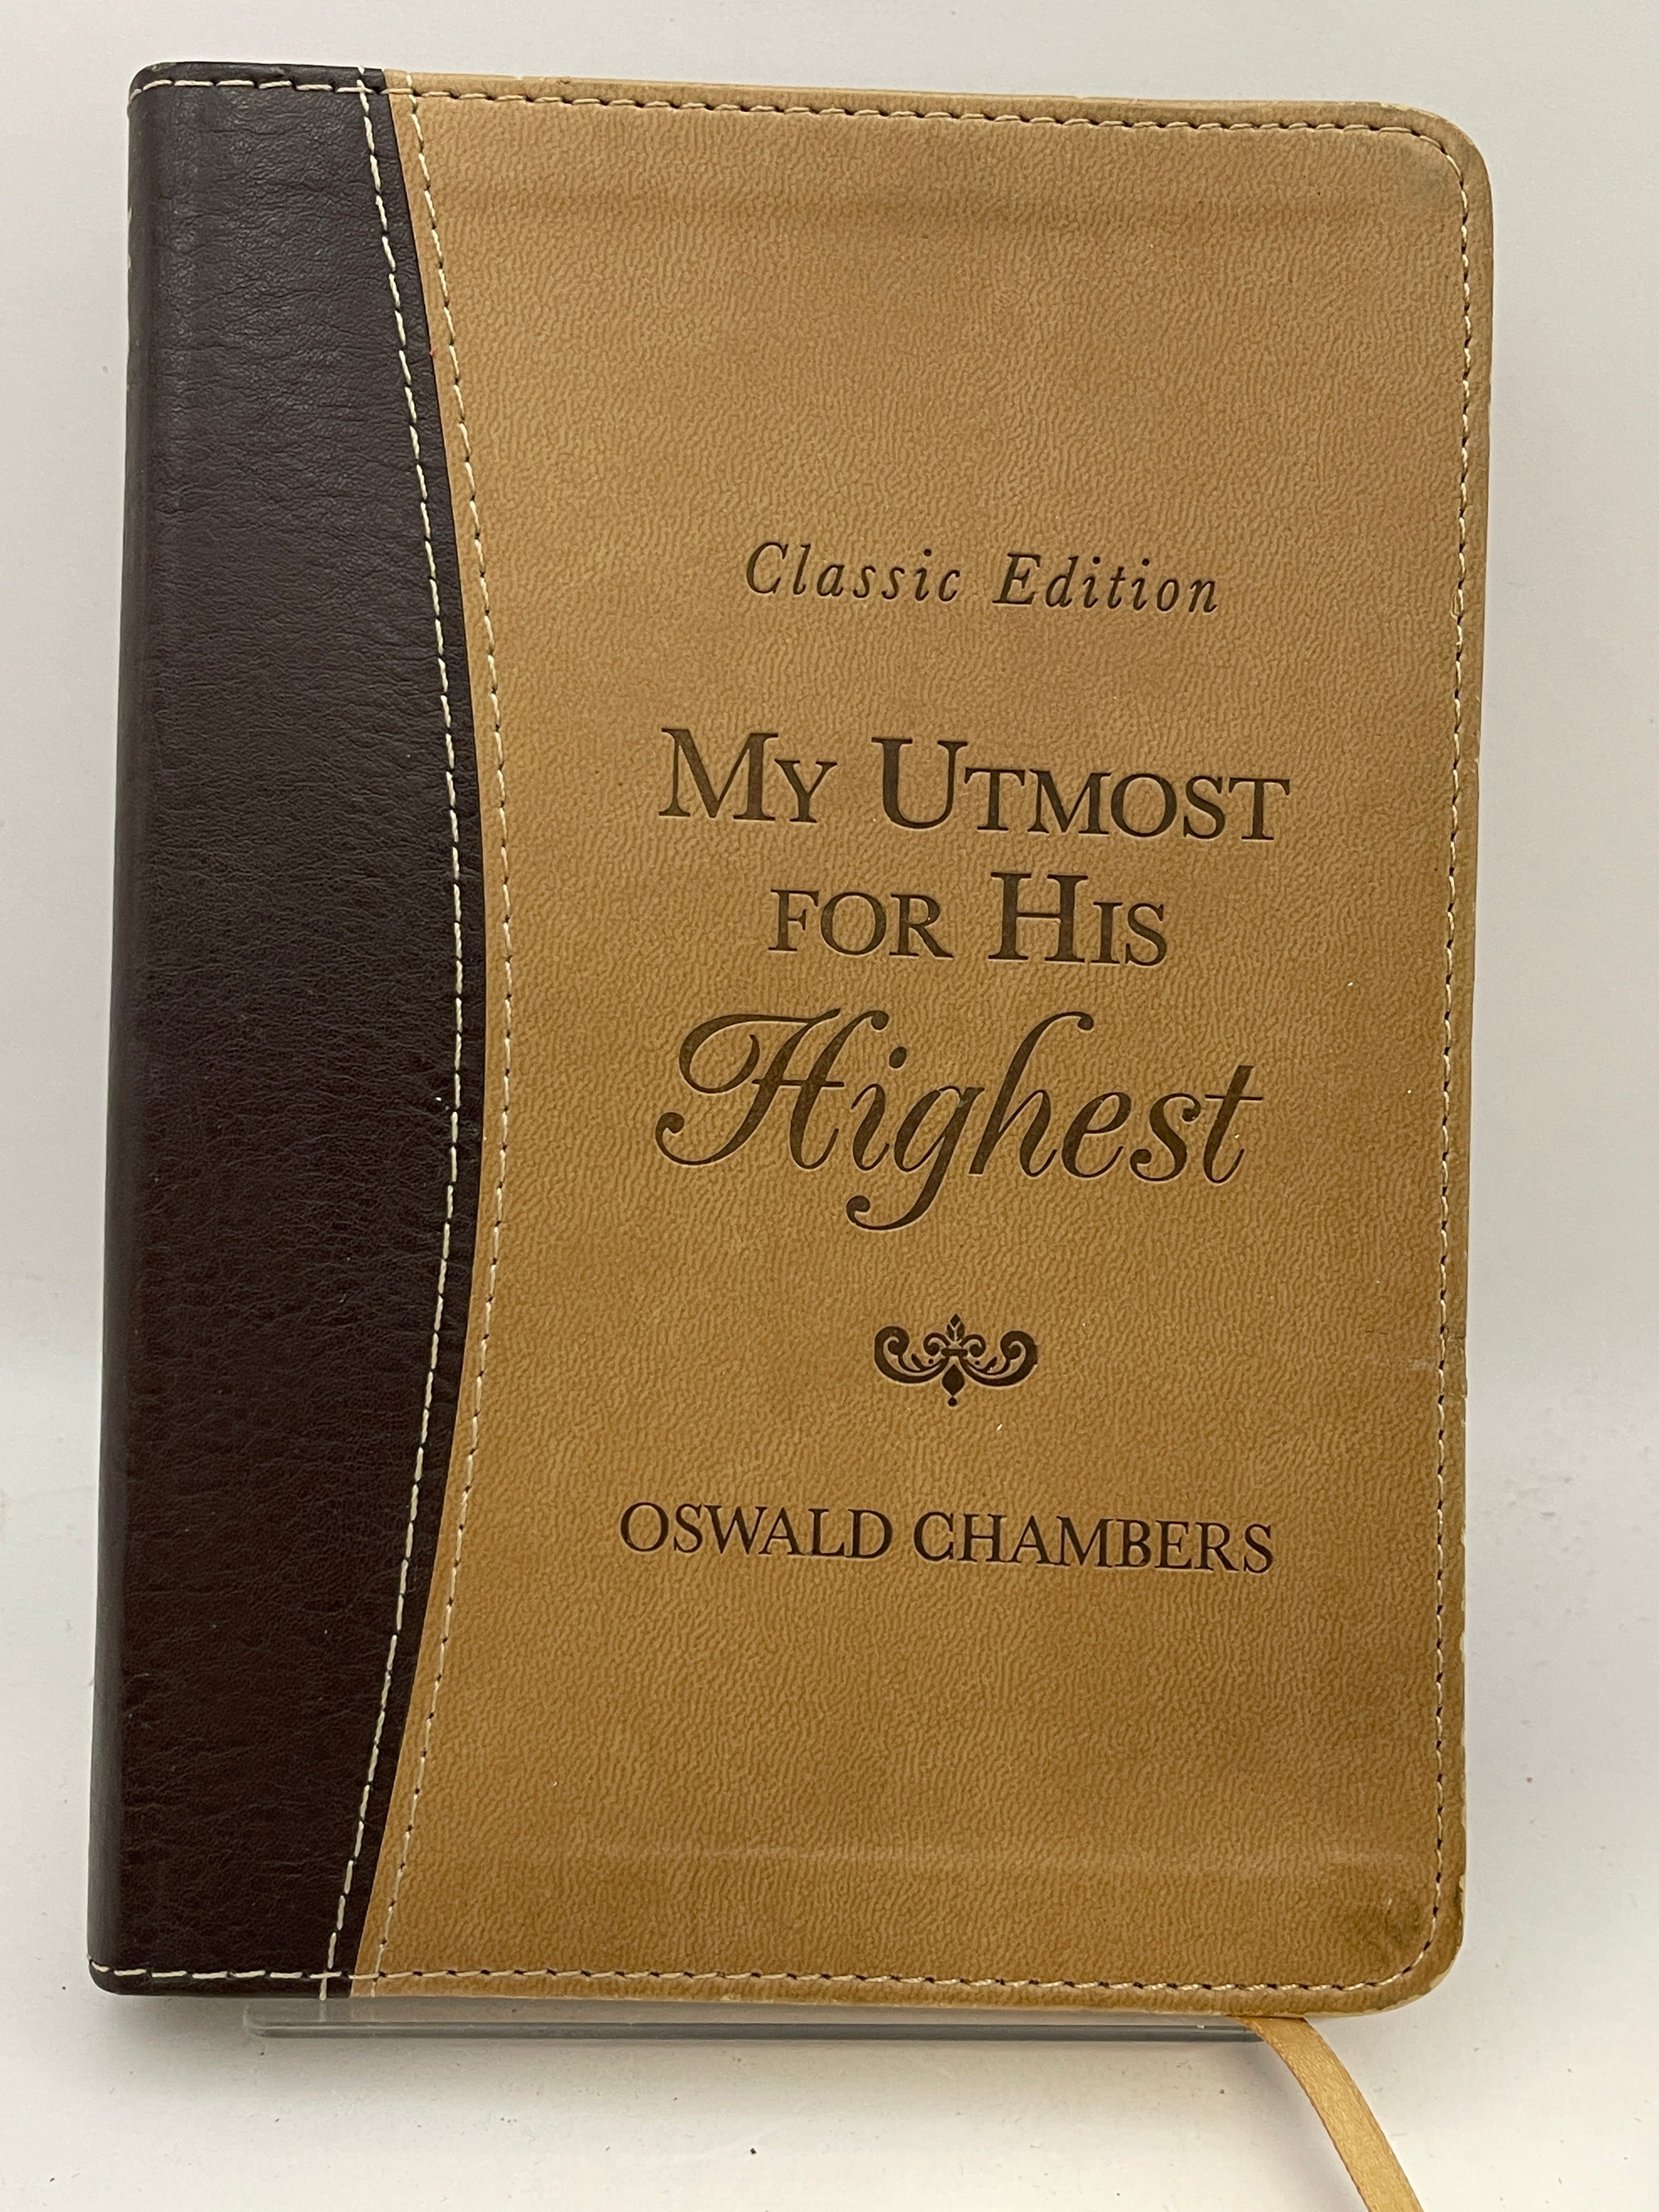 Classic Edition
MY UTMOST
FOR HIS
Highest
OSWALD CHAMBERS